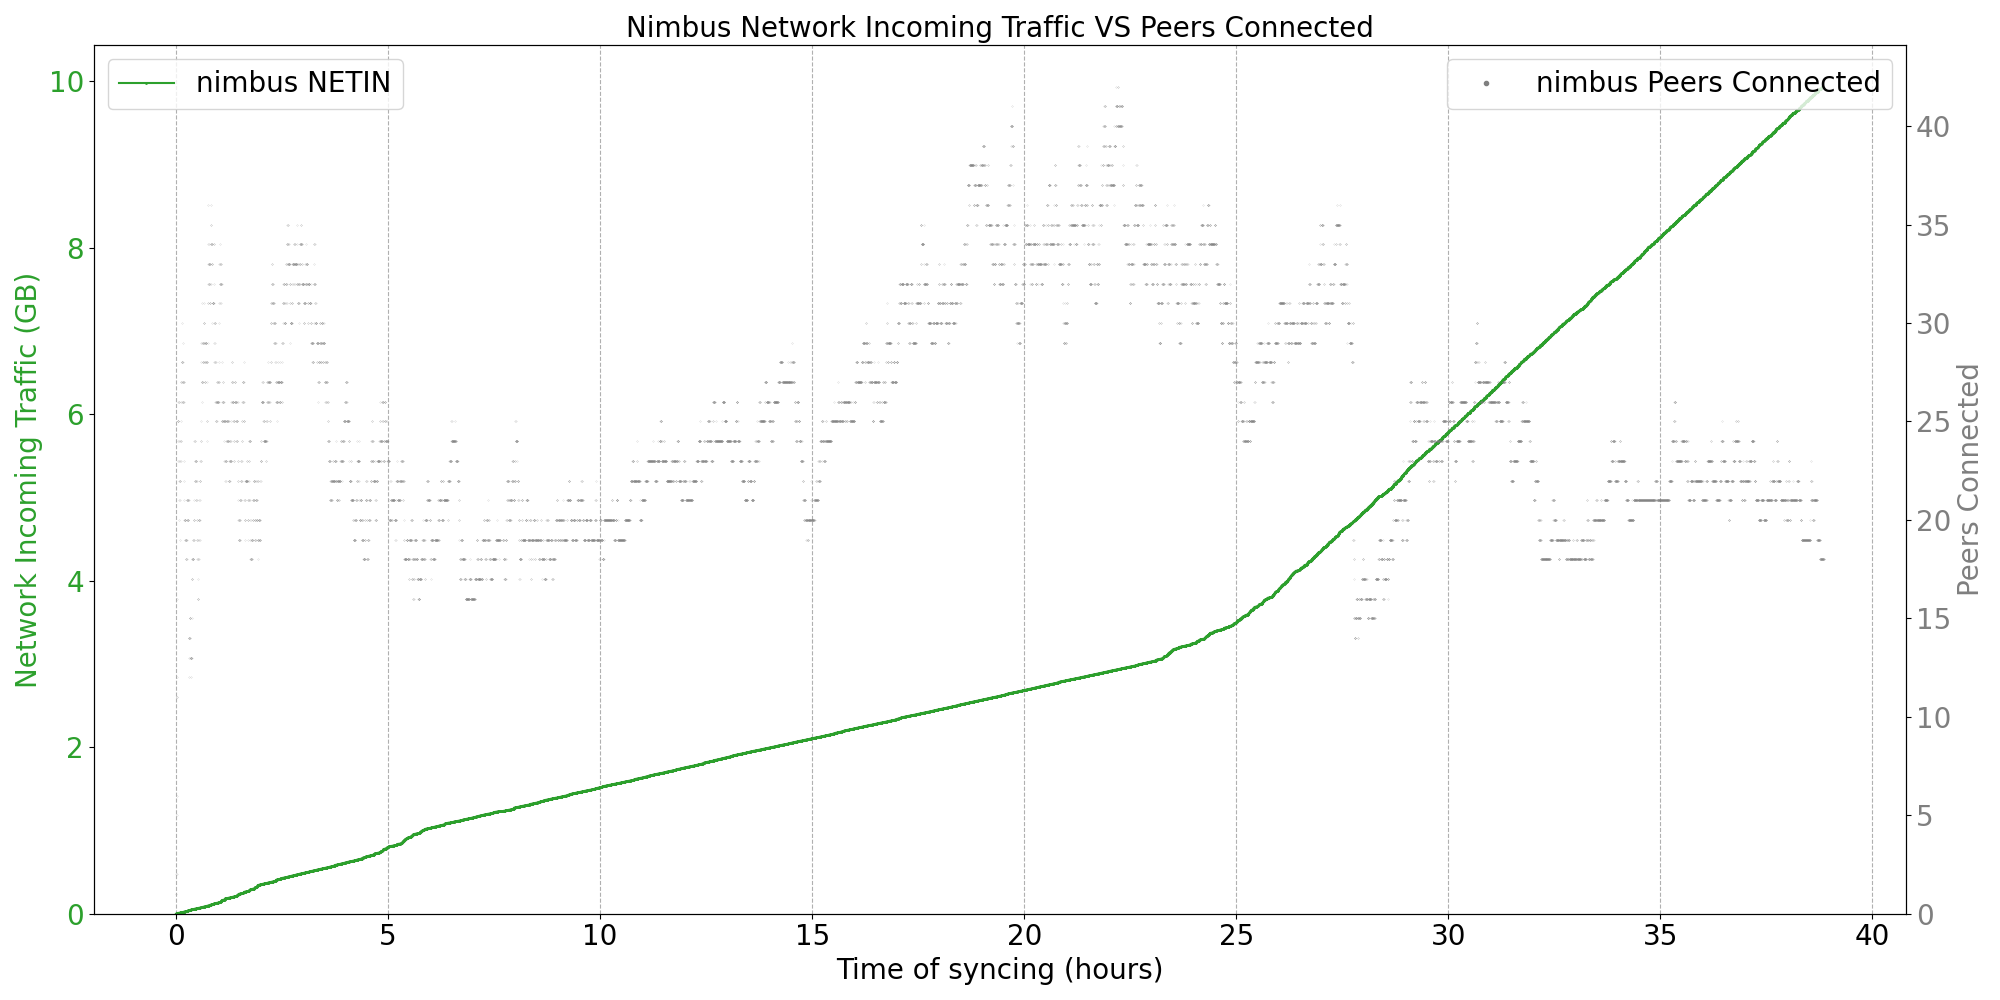 Nimbus Network Incoming Traffic VS Peers Connected
nimbus NETIN
nimbus Peers Connected
Network Incoming Traffic (GB)
10
8
6
4
2
0
Peers Connected
40
35
30
25
20
15
10
5
0
0 5 10 15 20 25 30 35 40
Time of syncing (hours)